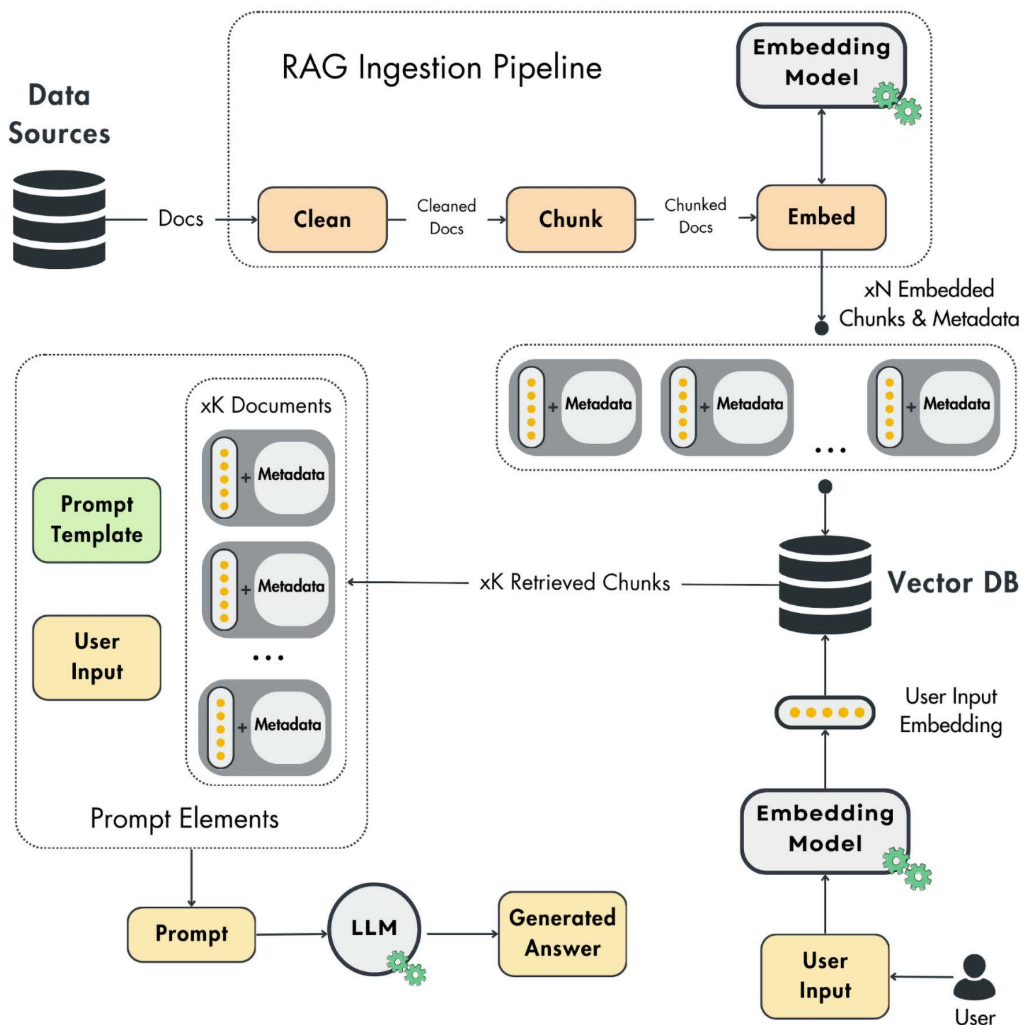 RAG Ingestion Pipeline
Embedding
Model
Data
Sources
Docs
Clean
Cleaned
Docs
Chunk
Chunked
Docs
Embed
xN Embedded
Chunks & Metadata
+ Metadata
+ Metadata
...
+ Metadata
xK Documents
+ Metadata
+ Metadata
...
+ Metadata
Prompt
Template
User
Input
Prompt Elements
xK Retrieved Chunks
Vector DB
User Input
Embedding
Embedding
Model
User
Input
User
Prompt
LLM
Generated
Answer